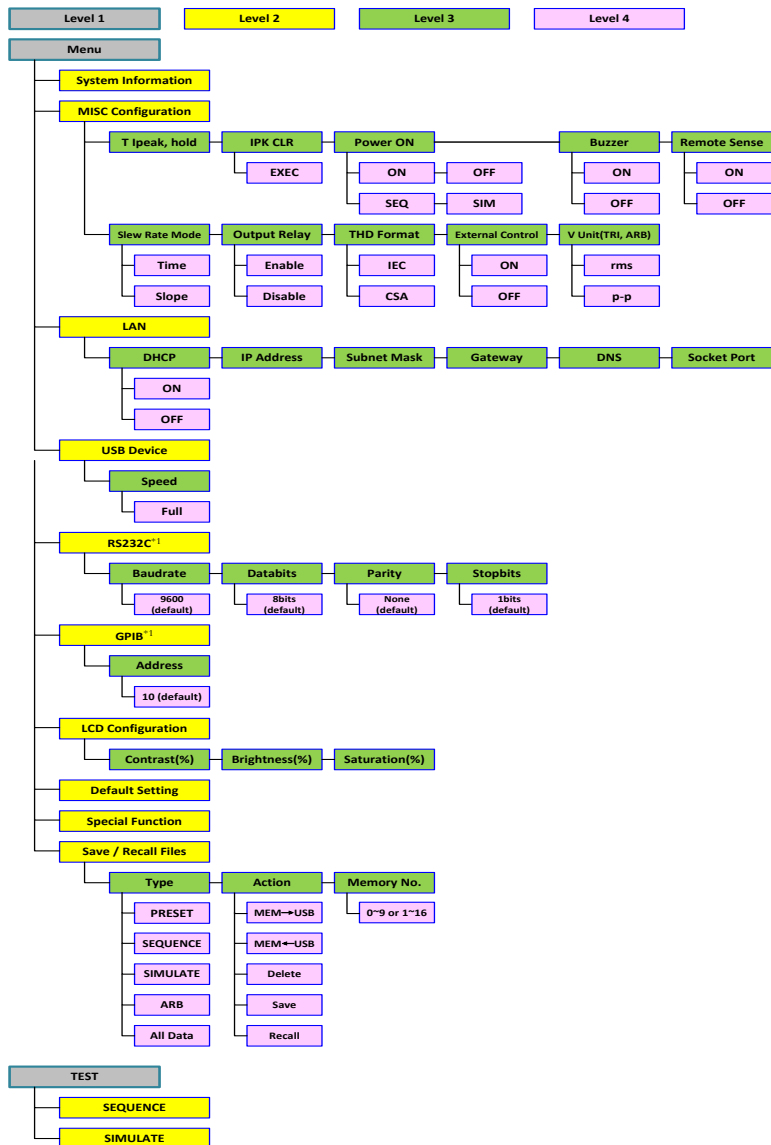 Level 1 Level 2 Level 3 Level 4
Menu
System Information
MISC Configuration
T Ipeak, hold IPK CLR Power ON Buzzer Remote Sense
EXEC ON OFF ON ON
SEQ SIM OFF OFF
Slew Rate Mode Output Relay THD Format External Control V Unit(TRI, ARB)
Time Enable IEC ON rms
Slope Disable CSA OFF p-p
LAN
DHCP IP Address Subnet Mask Gateway DNS Socket Port
ON
OFF
USB Device
Speed
Full
RS232C*1
Baudrate Databits Parity Stopbits
9600 (default) 8bits (default) None (default) 1bits (default)
GPIB*1
Address
10 (default)
LCD Configuration
Contrast(%) Brightness(%) Saturation(%)
Default Setting
Special Function
Save / Recall Files
Type Action Memory No.
PRESET MEM→USB 0~9 or 1~16
SEQUENCE MEM←USB
SIMULATE Delete
ARB Save
All Data Recall
TEST
SEQUENCE
SIMULATE